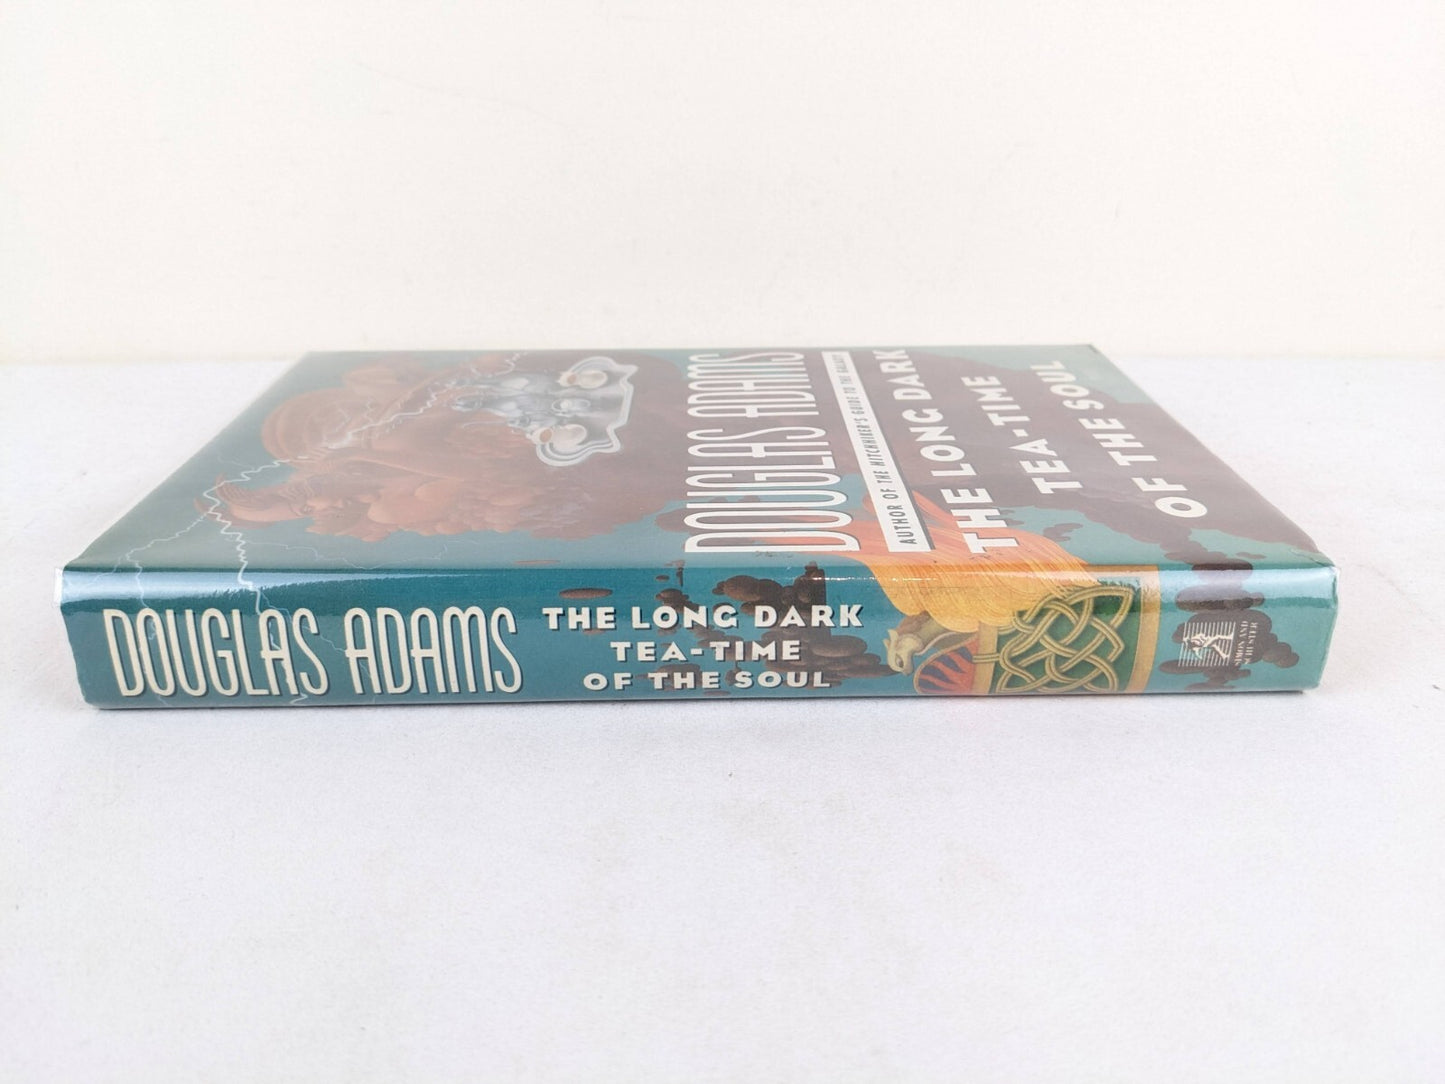 DOUGLAS ADAMS
AUTHOR OF THE HITCHHIKER'S GUIDE TO THE GALAXY
THE LONG DARK
TEA-TIME
OF THE SOUL
DOUGLAS ADAMS
THE LONG DARK
TEA-TIME
OF THE SOUL
SIMON AND
SCHUSTER